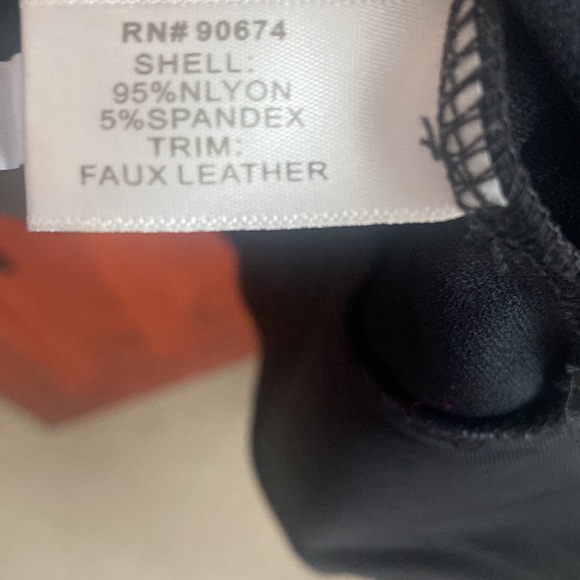 RN# 90674
SHELL:
95%NLYON
5%SPANDEX
TRIM:
FAUX LEATHER